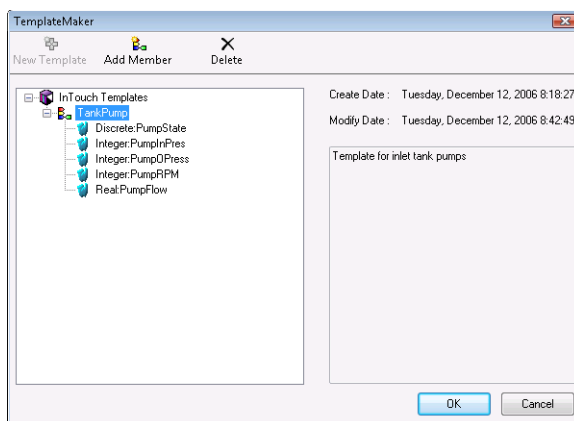 TemplateMaker
New Template Add Member Delete
InTouch Templates
TankPump
Discrete:PumpState
Integer:PumpInPres
Integer:PumpOPress
Integer:PumpRPM
Real:PumpFlow
Create Date : Tuesday, December 12, 2006 8:18:27
Modify Date : Tuesday, December 12, 2006 8:42:49
Template for inlet tank pumps
OK Cancel